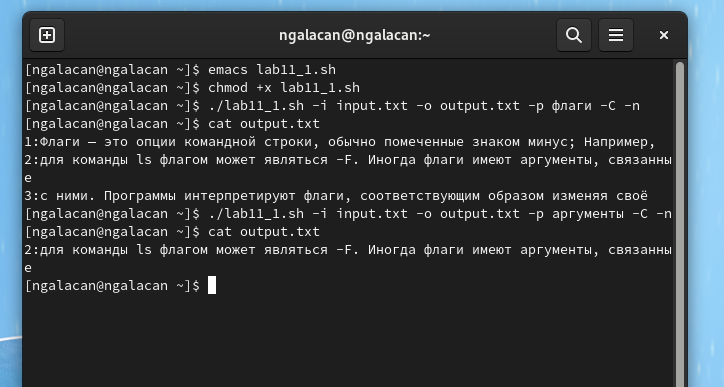 ngalacan@ngalacan:~
[ngalacan@ngalacan ~]$ emacs lab11_1.sh
[ngalacan@ngalacan ~]$ chmod +x lab11_1.sh
[ngalacan@ngalacan ~]$ ./lab11_1.sh -i input.txt -o output.txt -p флаги -C -n
[ngalacan@ngalacan ~]$ cat output.txt
1:Флаги — это опции командной строки, обычно помеченные знаком минус; Например,
2:для команды ls флагом может являться -F. Иногда флаги имеют аргументы, связанны
е
3:с ними. Программы интерпретируют флаги, соответствующим образом изменяя своё
[ngalacan@ngalacan ~]$ ./lab11_1.sh -i input.txt -o output.txt -p аргументы -C -n
[ngalacan@ngalacan ~]$ cat output.txt
2:для команды ls флагом может являться -F. Иногда флаги имеют аргументы, связанны
е
[ngalacan@ngalacan ~]$